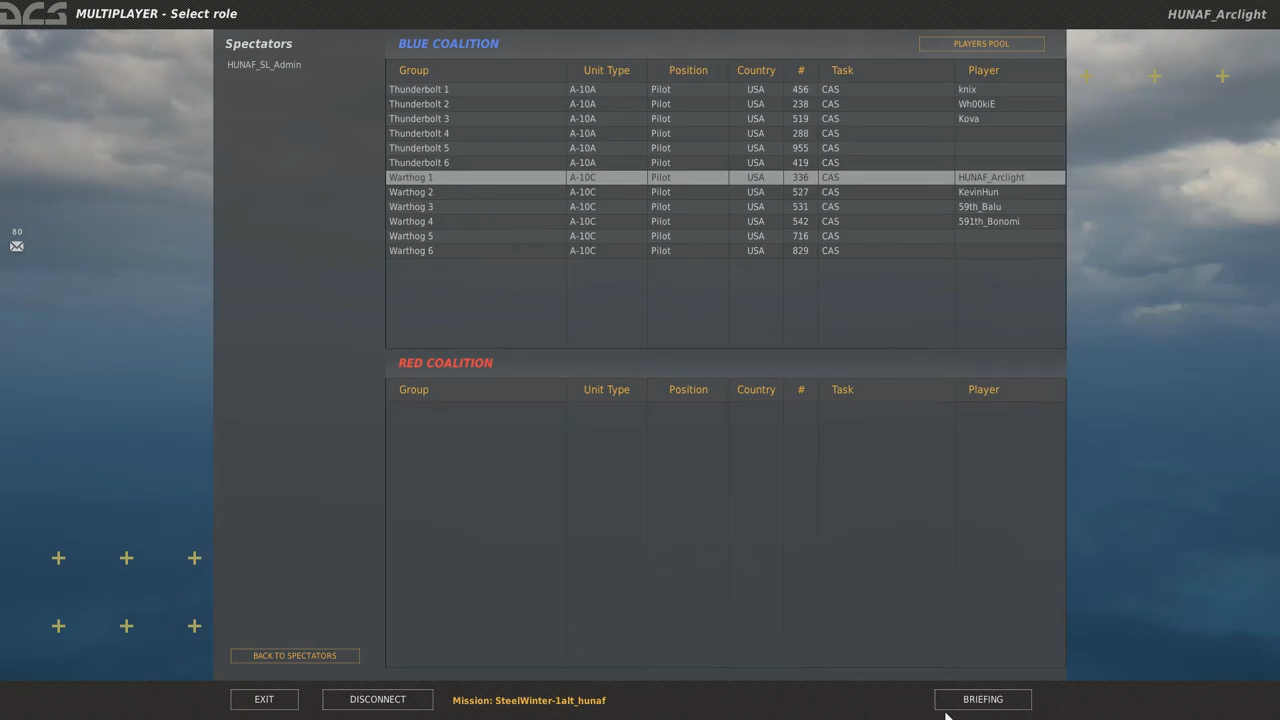 DCS MULTIPLAYER - Select role HUNAF_Arclight
Spectators
HUNAF_SL_Admin
BLUE COALITION PLAYERS POOL
Group Unit Type Position Country # Task Player
Thunderbolt 1 A-10A Pilot USA 456 CAS knix
Thunderbolt 2 A-10A Pilot USA 238 CAS Wh00kiE
Thunderbolt 3 A-10A Pilot USA 519 CAS Kova
Thunderbolt 4 A-10A Pilot USA 288 CAS
Thunderbolt 5 A-10A Pilot USA 955 CAS
Thunderbolt 6 A-10A Pilot USA 419 CAS
Warthog 1 A-10C Pilot USA 336 CAS HUNAF_Arclight
Warthog 2 A-10C Pilot USA 527 CAS KevinHun
Warthog 3 A-10C Pilot USA 531 CAS 59th_Balu
Warthog 4 A-10C Pilot USA 542 CAS 591th_Bonomi
Warthog 5 A-10C Pilot USA 716 CAS
Warthog 6 A-10C Pilot USA 829 CAS
80
RED COALITION
Group Unit Type Position Country # Task Player
BACK TO SPECTATORS
EXIT DISCONNECT Mission: SteelWinter-1alt_hunaf BRIEFING